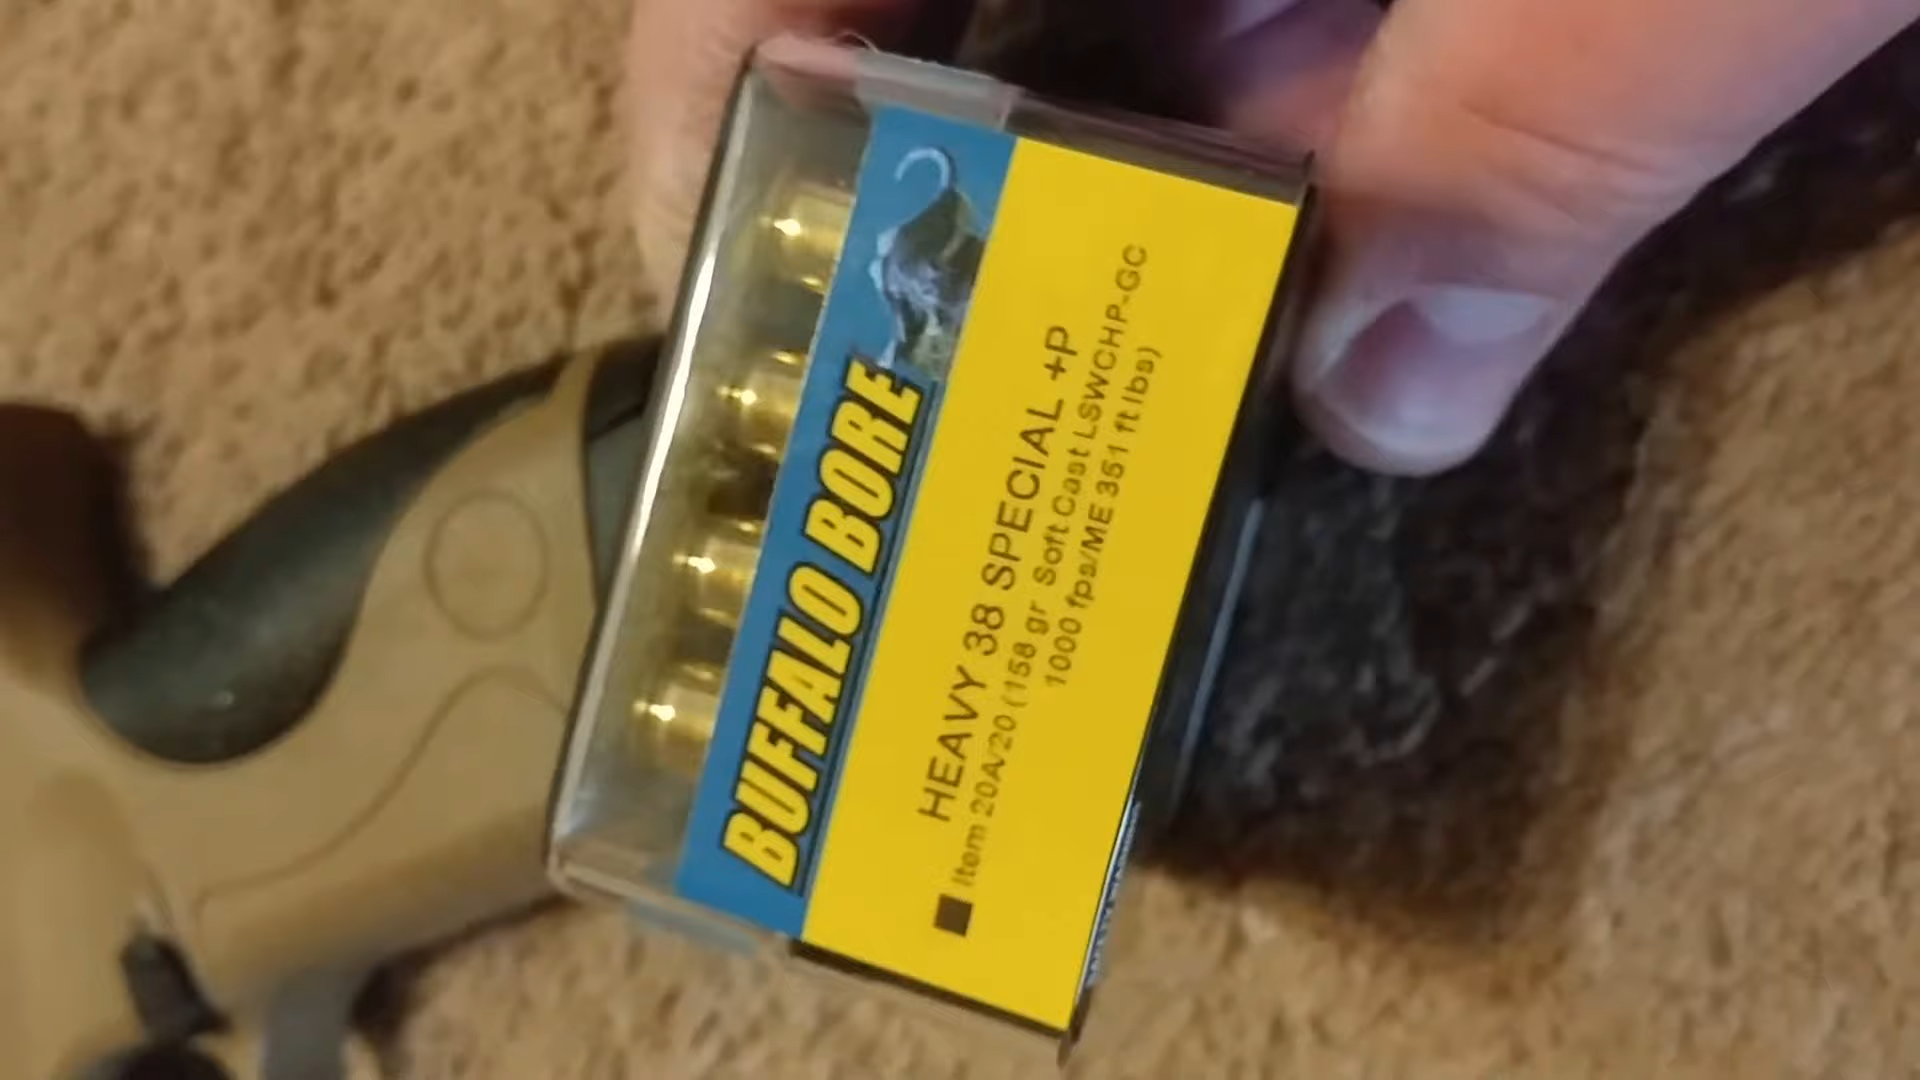 BUFFALO BORE
HEAVY 38 SPECIAL +P
Item 20A/20 (158 gr Soft Cast LSWCHP-GC
1000 fps/ME 351 ft lbs)